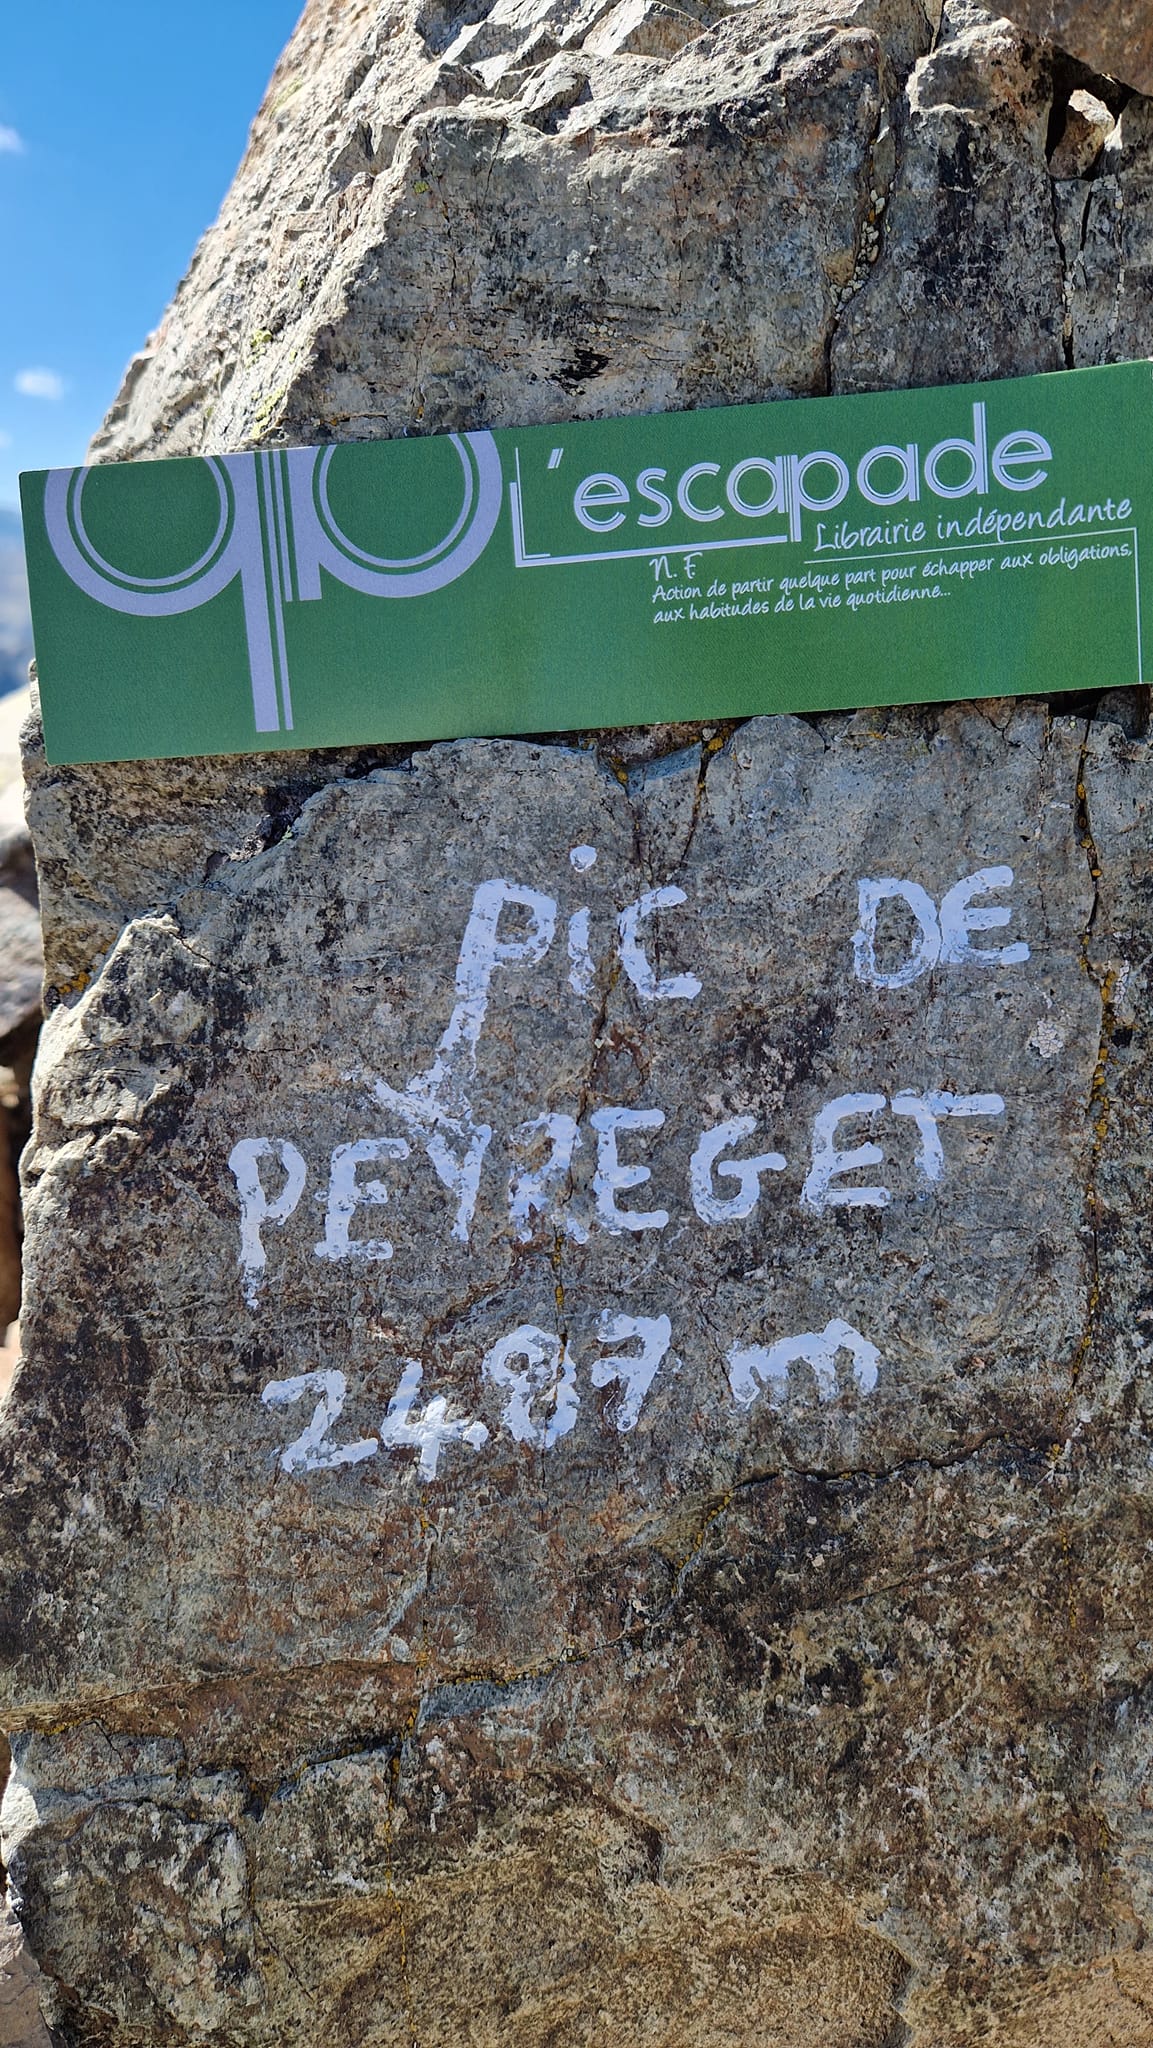 L'escapade
Librairie indépendante
N. F.
Action de partir quelque part pour échapper aux obligations,
aux habitudes de la vie quotidienne...
PiC DE
PEYREGET
2487 m